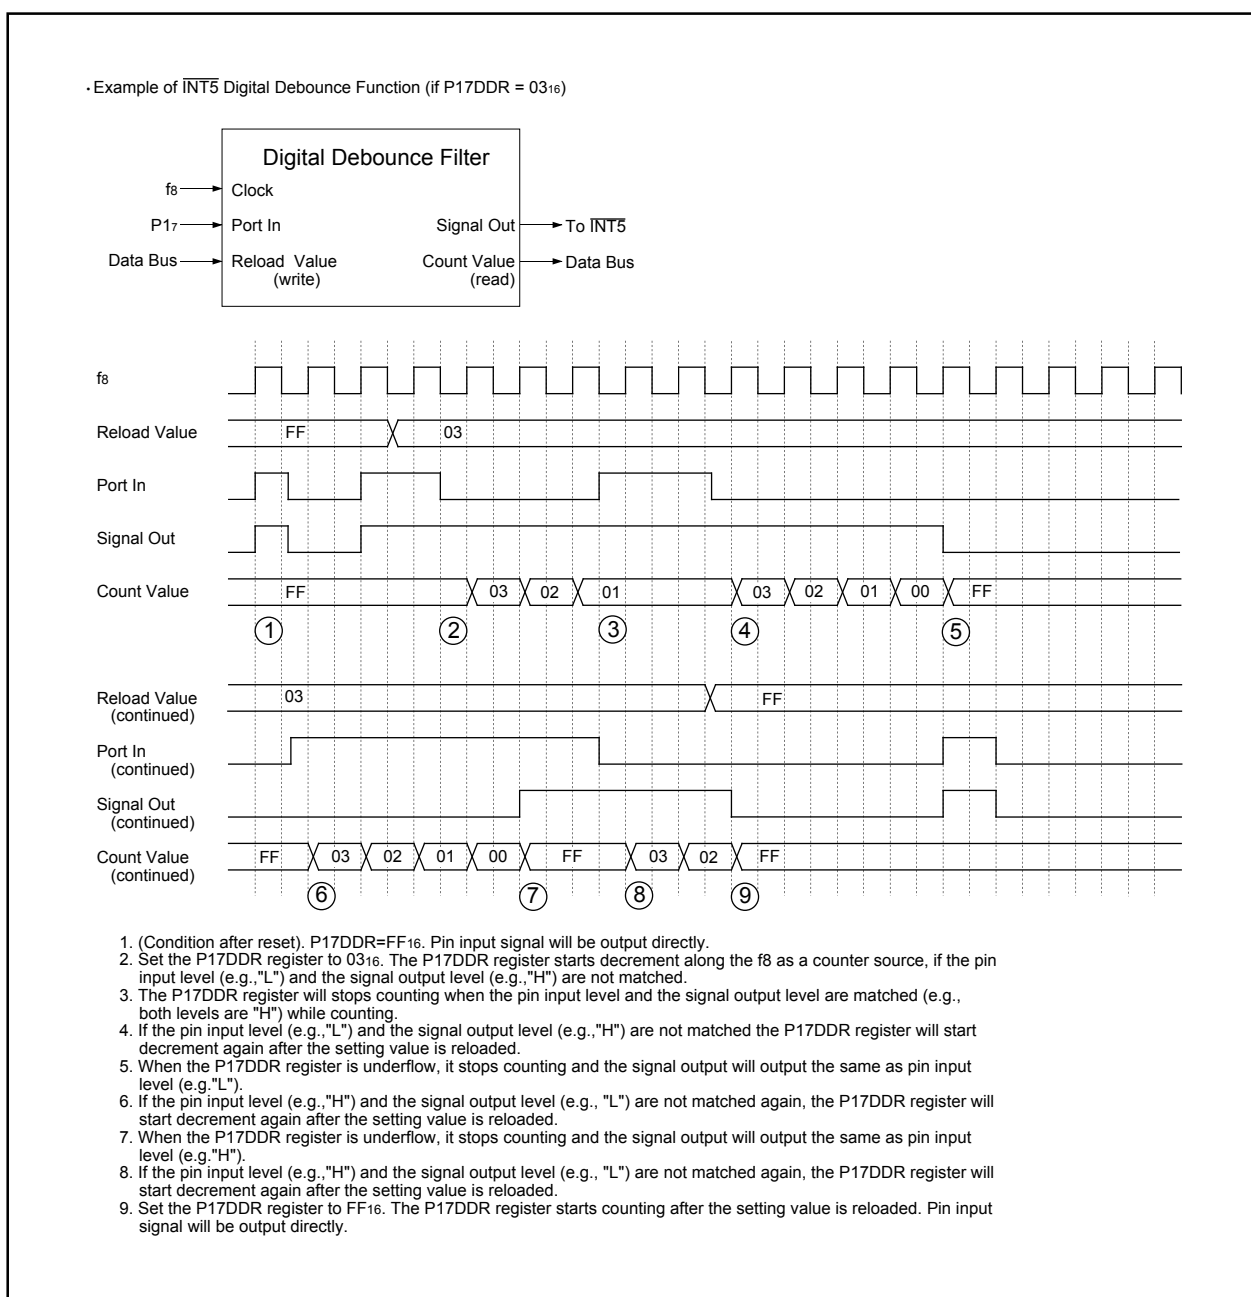 ・Example of INT5 Digital Debounce Function (if P17DDR = 0316)
Digital Debounce Filter
f8 Clock
P17 Port In Signal Out To INT5
Data Bus Reload Value Count Value Data Bus
(write) (read)
f8
Reload Value FF 03
Port In
Signal Out
Count Value FF 03 02 01 03 02 01 00 FF
1 2 3 4 5
Reload Value 03 FF
(continued)
Port In
(continued)
Signal Out
(continued)
Count Value FF 03 02 01 00 FF 03 02 FF
(continued)
6 7 8 9
1. (Condition after reset). P17DDR=FF16. Pin input signal will be output directly.
2. Set the P17DDR register to 0316. The P17DDR register starts decrement along the f8 as a counter source, if the pin
input level (e.g.,"L") and the signal output level (e.g.,"H") are not matched.
3. The P17DDR register will stops counting when the pin input level and the signal output level are matched (e.g.,
both levels are "H") while counting.
4. If the pin input level (e.g.,"L") and the signal output level (e.g.,"H") are not matched the P17DDR register will start
decrement again after the setting value is reloaded.
5. When the P17DDR register is underflow, it stops counting and the signal output will output the same as pin input
level (e.g."L").
6. If the pin input level (e.g.,"H") and the signal output level (e.g., "L") are not matched again, the P17DDR register will
start decrement again after the setting value is reloaded.
7. When the P17DDR register is underflow, it stops counting and the signal output will output the same as pin input
level (e.g."H").
8. If the pin input level (e.g.,"H") and the signal output level (e.g., "L") are not matched again, the P17DDR register will
start decrement again after the setting value is reloaded.
9. Set the P17DDR register to FF16. The P17DDR register starts counting after the setting value is reloaded. Pin input
signal will be output directly.